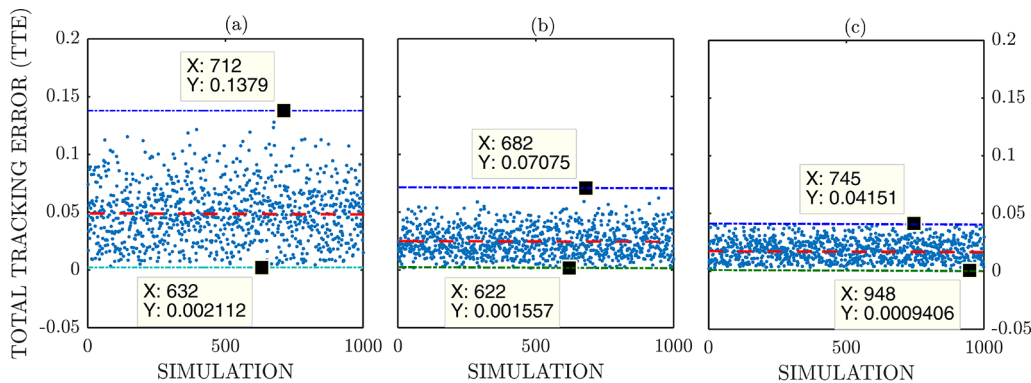 TOTAL TRACKING ERROR (TTE)
(a)
0.2
0.15
0.1
0.05
0
-0.05
X: 712
Y: 0.1379
X: 632
Y: 0.002112
0
500
1000
SIMULATION
(b)
X: 682
Y: 0.07075
X: 622
Y: 0.001557
0
500
1000
SIMULATION
(c)
X: 745
Y: 0.04151
X: 948
Y: 0.0009406
0
500
1000
SIMULATION
0.2
0.15
0.1
0.05
0
-0.05